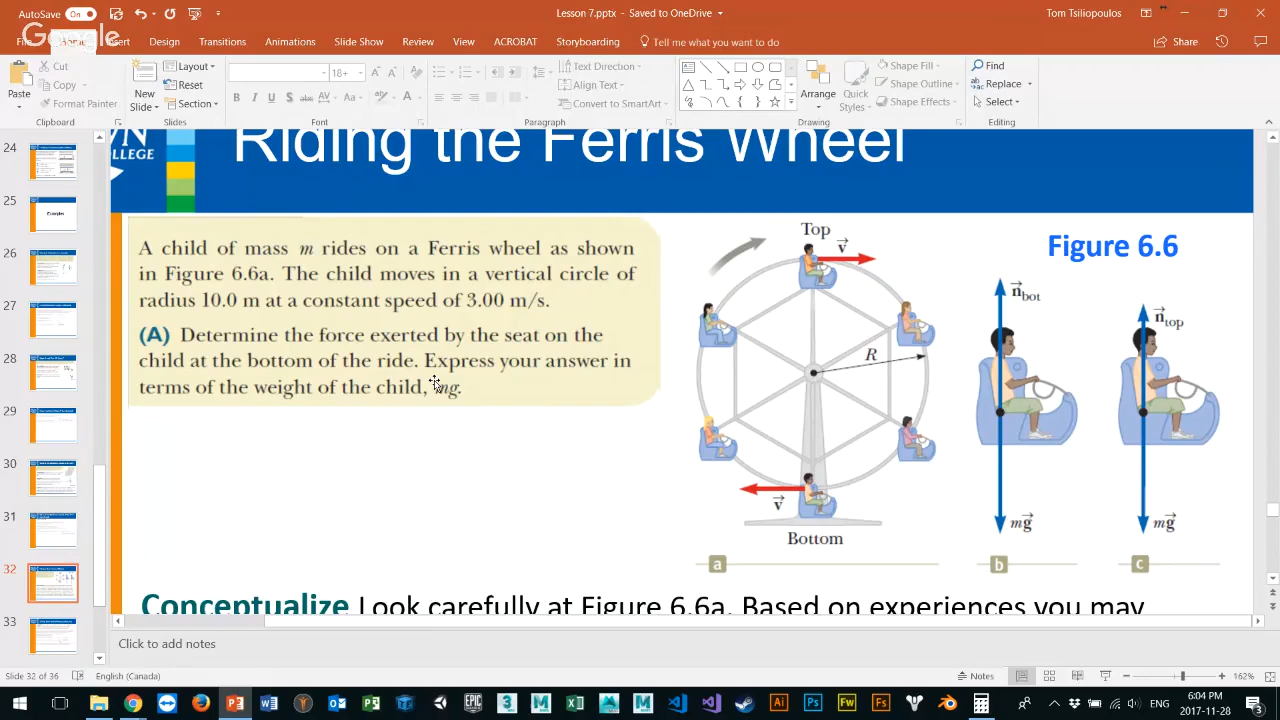 AutoSave On
Lesson 7.pptx - Saved to OneDrive
Tom Tsiliopoulos
Google
Insert Design Transitions Animations Slide Show Review View ACROBAT Storyboarding Tell me what you want to do
Share
Paste
Cut
Copy
Format Painter
New
Slide
Layout
Reset
Section
18+
Text Direction
Align Text
Convert to SmartArt
Arrange
Quick
Styles
Shape Fill
Shape Outline
Shape Effects
Find
Replace
Select
Clipboard
Slides
Font
Paragraph
Drawing
Editing
24
25
Examples
26
27
28
29
30
31
32
33
WN
COLLEGE
Riding the Ferris Wheel
A child of mass m rides on a Ferris wheel as shown
in Figure 6.6a. The child moves in a vertical circle of
radius 10.0 m at a constant speed of 3.00 m/s.
(A) Determine the force exerted by the seat on the
child at the bottom of the ride. Express your answer in
terms of the weight of the child, mg.
Top
v
R
v
Bottom
a
Figure 6.6
n bot
mg
b
n top
mg
c
Conceptualize Look carefully at Figure 6.6a. Based on experiences you may
Click to add notes
Slide 32 of 36
English (Canada)
Notes
162%
ENG
6:04 PM
2017-11-28